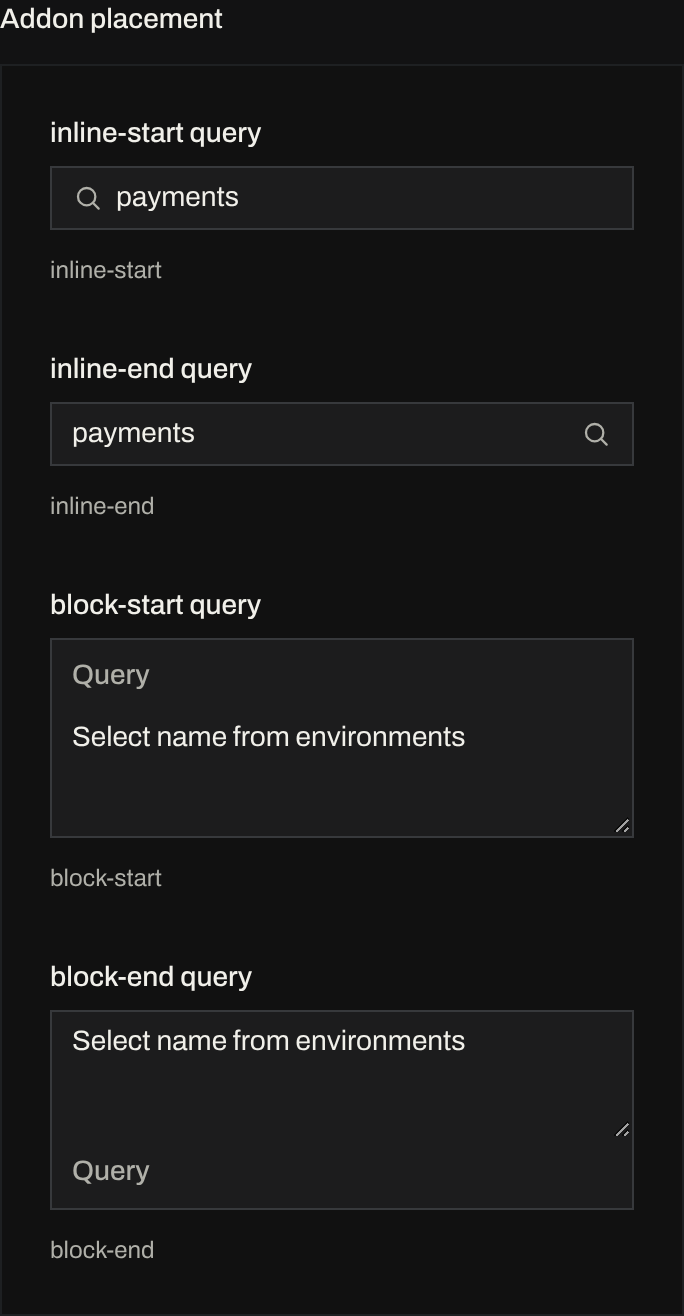 Addon placement
inline-start query
payments
inline-start
inline-end query
payments
inline-end
block-start query
Query
Select name from environments
block-start
block-end query
Select name from environments
Query
block-end